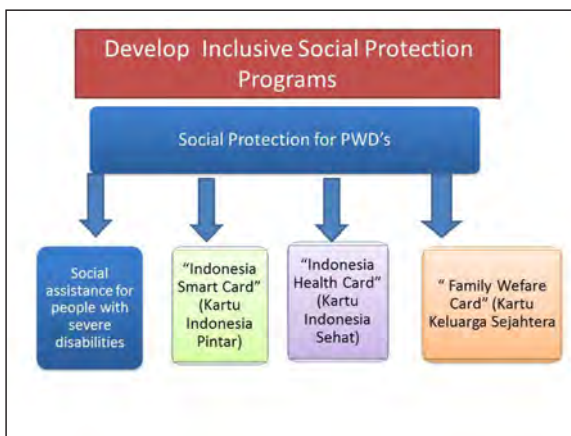 Develop Inclusive Social Protection
Programs
Social Protection for PWD's
Social
assistance for
people with
severe
disabilities
"Indonesia
Smart Card"
(Kartu
Indonesia
Pintar)
"Indonesia
Health Card"
(Kartu
Indonesia
Sehat)
" Family Wefare
Card" (Kartu
Keluarga Sejahtera